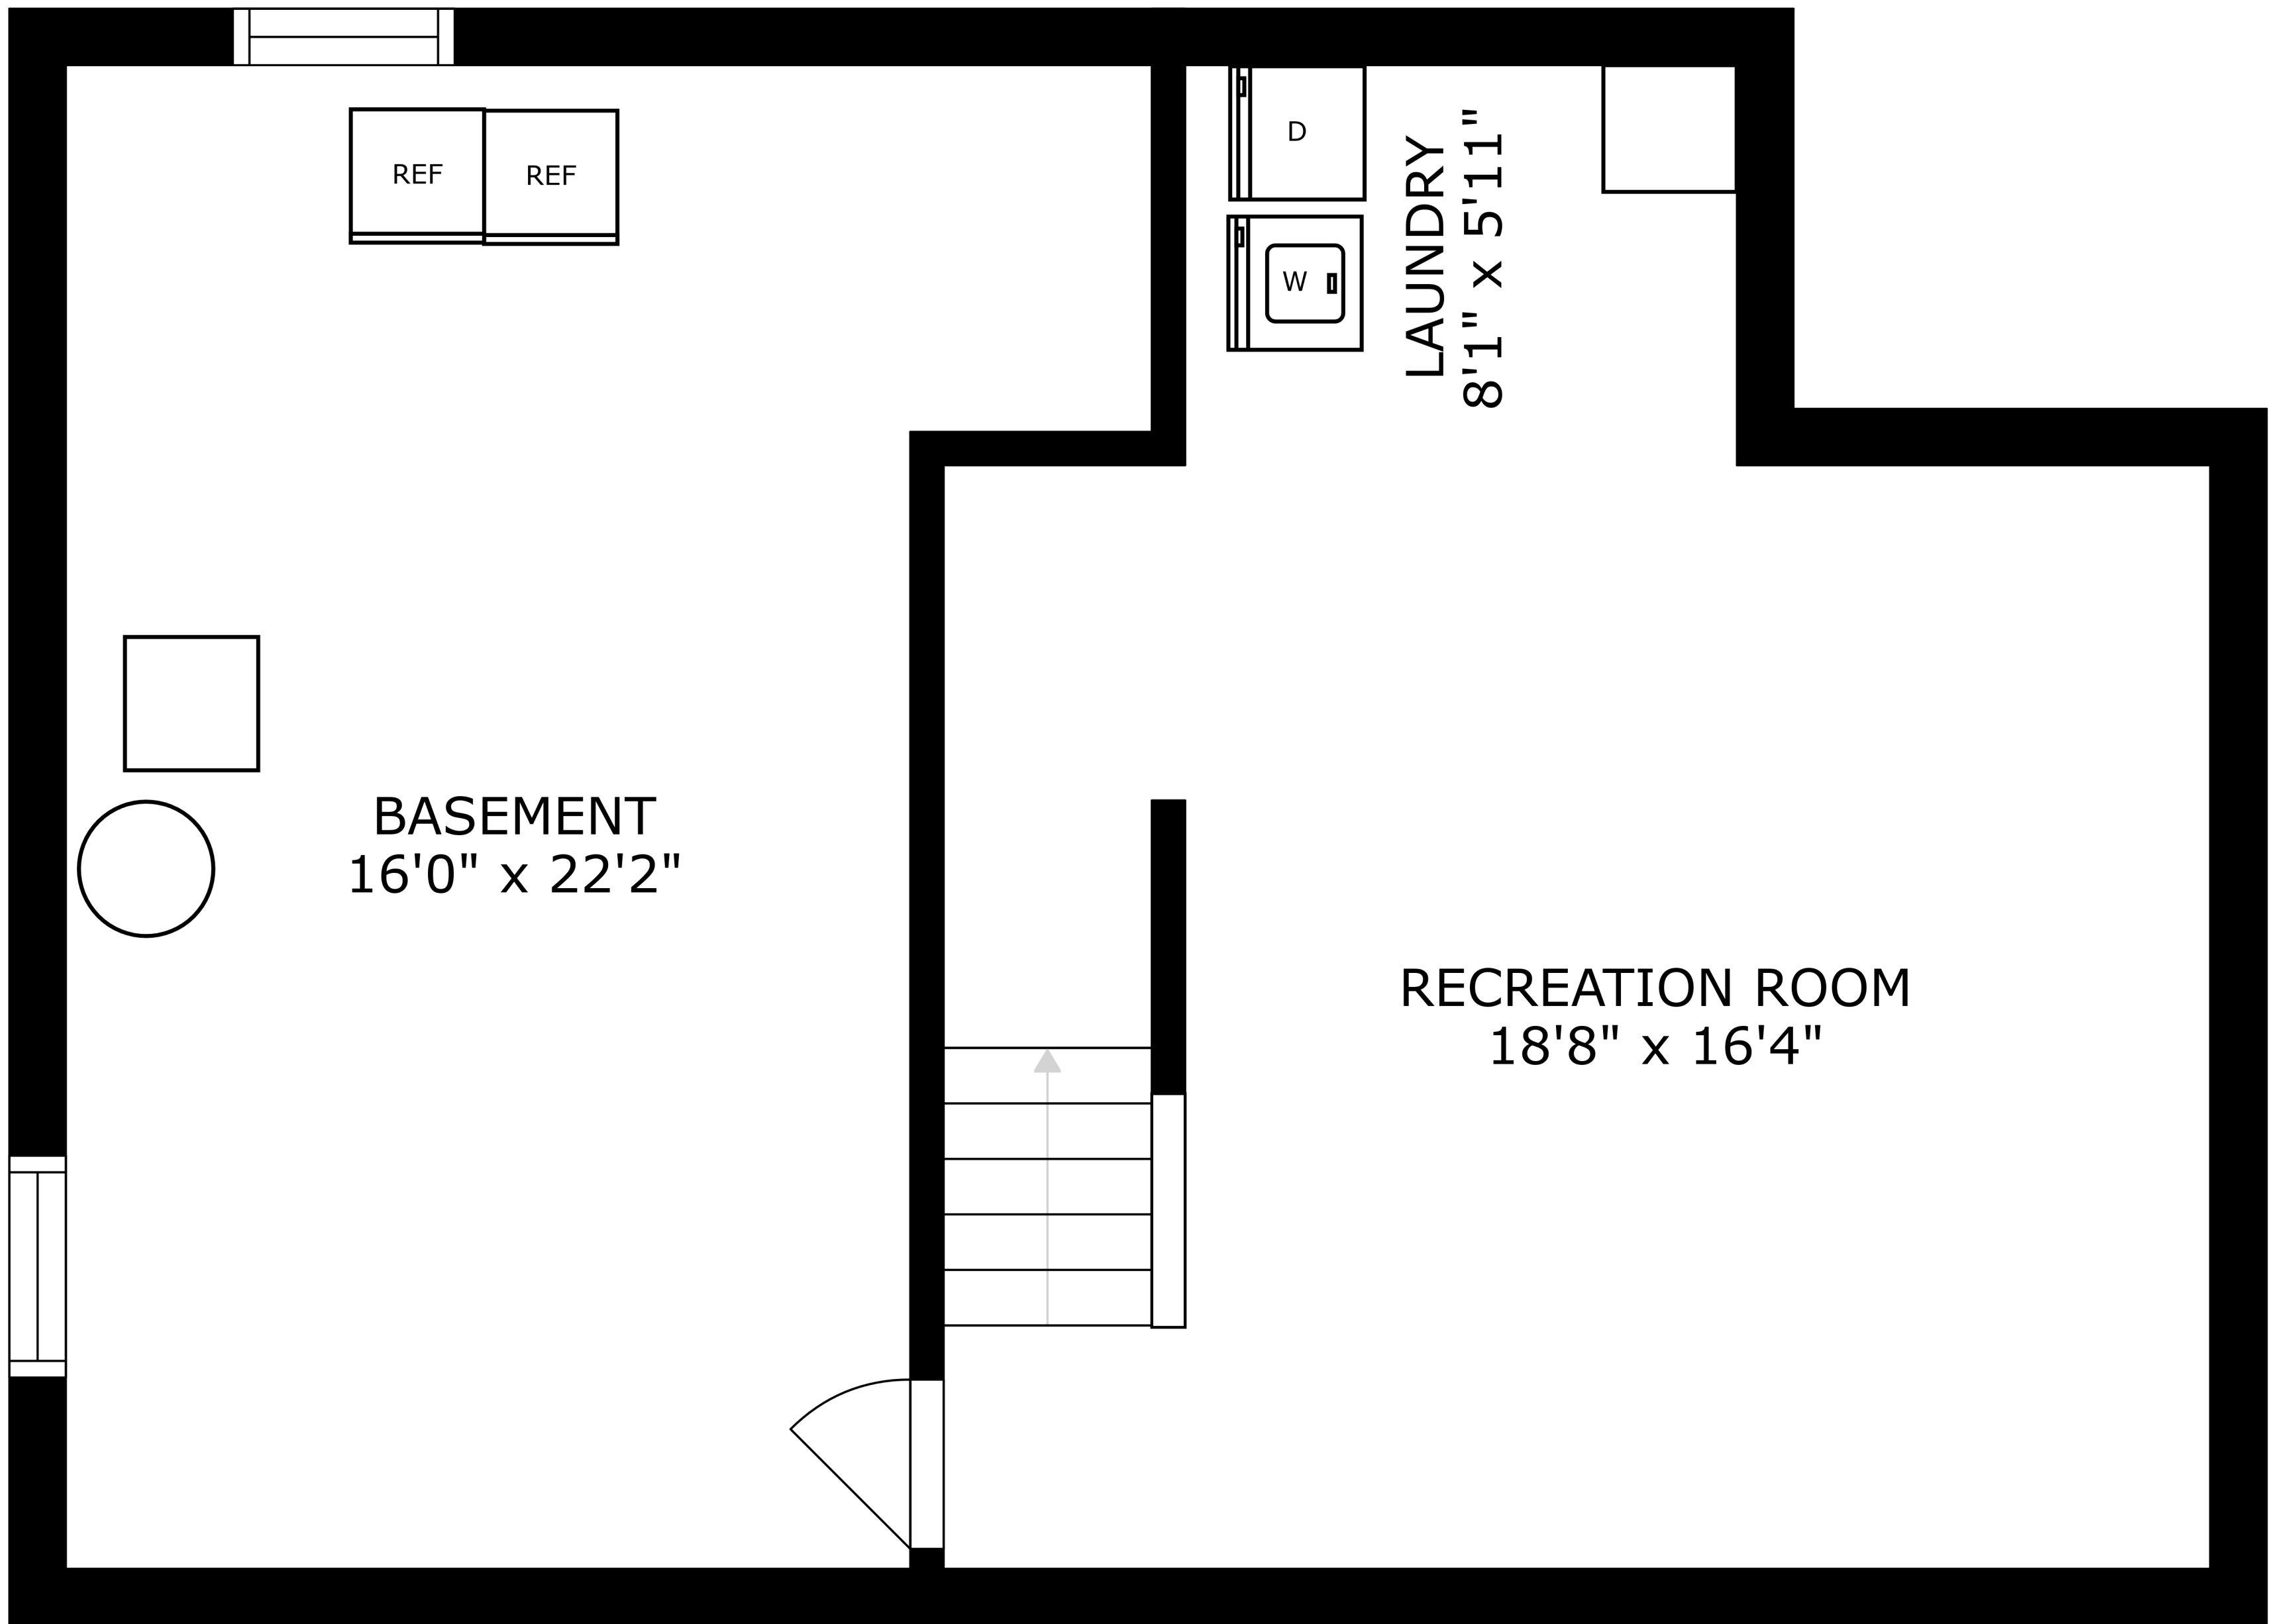 REF
REF
D
W
LAUNDRY
8'1" x 5'11"
BASEMENT
16'0" x 22'2"
RECREATION ROOM
18'8" x 16'4"